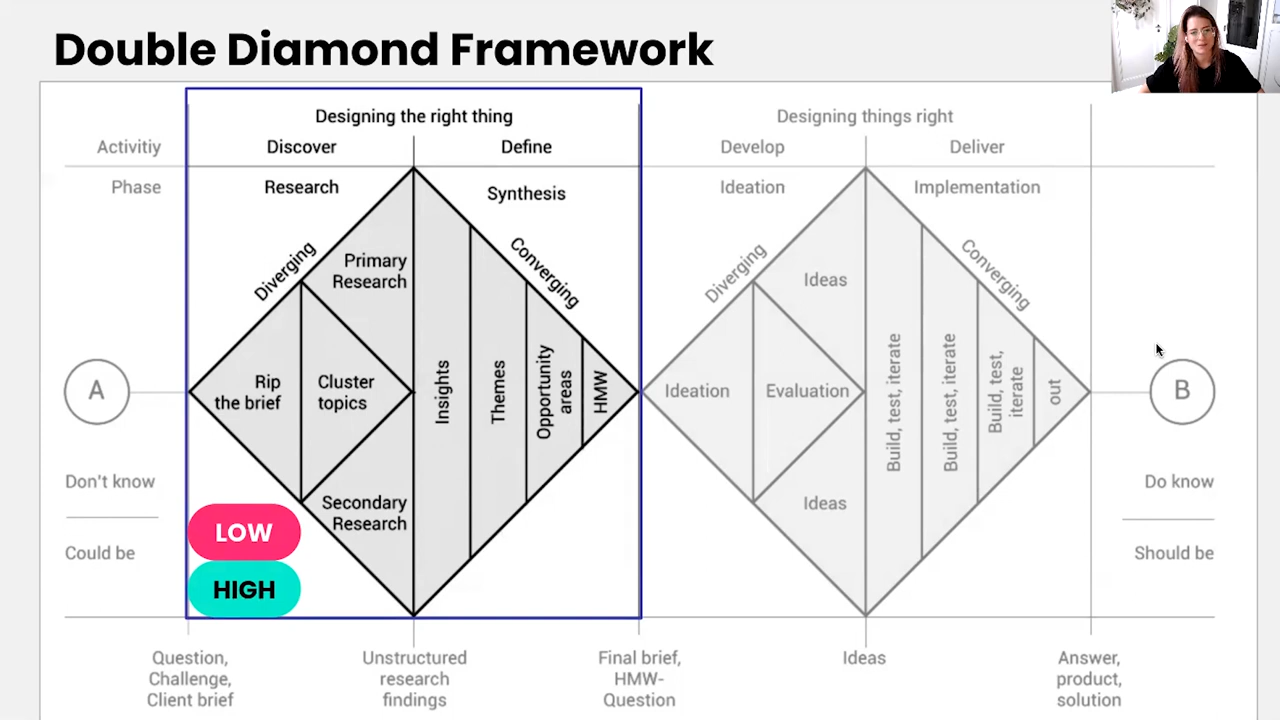 Double Diamond Framework
Designing the right thing
Designing things right
Activitiy
Discover
Define
Develop
Deliver
Phase
Research
Synthesis
Ideation
Implementation
Diverging
Primary
Research
Converging
Diverging
Ideas
Converging
A
Rip
the brief
Cluster
topics
Insights
Themes
Opportunity
areas
HMW
Ideation
Evaluation
Build, test, iterate
Build, test, iterate
Build, test,
iterate
out
B
Don't know
Could be
Secondary
Research
Ideas
Do know
Should be
LOW
HIGH
Question,
Challenge,
Client brief
Unstructured
research
findings
Final brief,
HMW-
Question
Ideas
Answer,
product,
solution